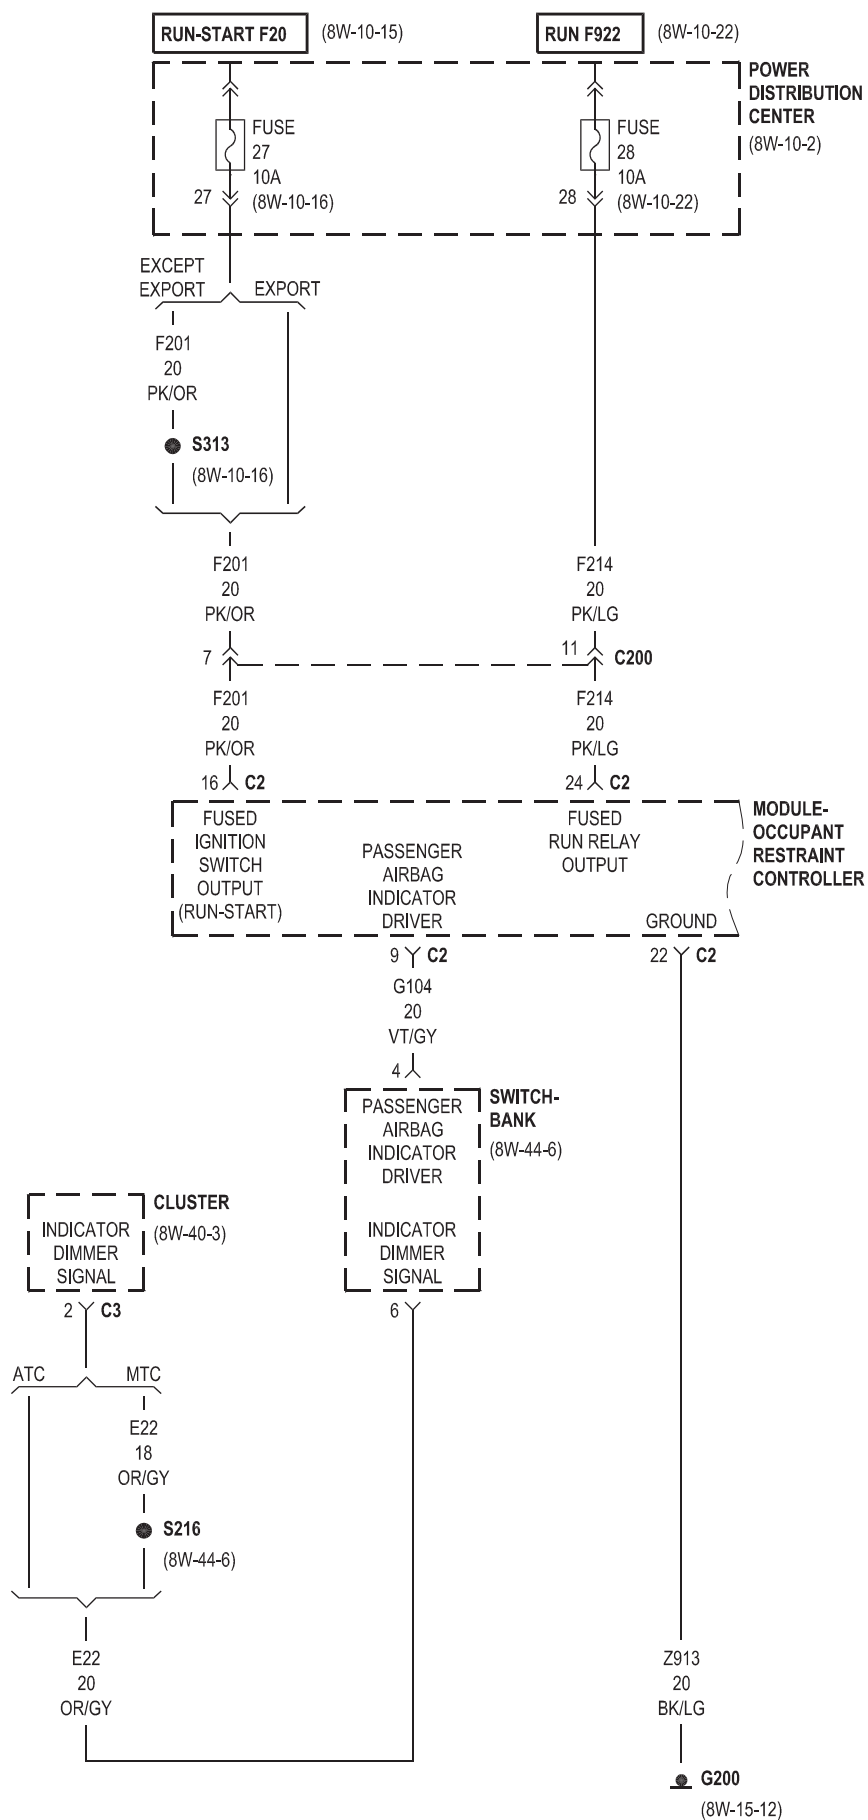 RUN-START F20 (8W-10-15)
RUN F922 (8W-10-22)
POWER
DISTRIBUTION
CENTER
(8W-10-2)
FUSE
27
10A
(8W-10-16)
27
FUSE
28
10A
(8W-10-22)
28
EXCEPT
EXPORT
EXPORT
F201
20
PK/OR
S313
(8W-10-16)
F201
20
PK/OR
F214
20
PK/LG
7
11
C200
F201
20
PK/OR
F214
20
PK/LG
16 C2
24 C2
FUSED
IGNITION
SWITCH
OUTPUT
(RUN-START)
PASSENGER
AIRBAG
INDICATOR
DRIVER
FUSED
RUN RELAY
OUTPUT
GROUND
MODULE-
OCCUPANT
RESTRAINT
CONTROLLER
9 C2
22 C2
G104
20
VT/GY
4
PASSENGER
AIRBAG
INDICATOR
DRIVER
INDICATOR
DIMMER
SIGNAL
SWITCH-
BANK
(8W-44-6)
6
INDICATOR
DIMMER
SIGNAL
CLUSTER
(8W-40-3)
2 C3
ATC
MTC
E22
18
OR/GY
S216
(8W-44-6)
E22
20
OR/GY
Z913
20
BK/LG
G200
(8W-15-12)